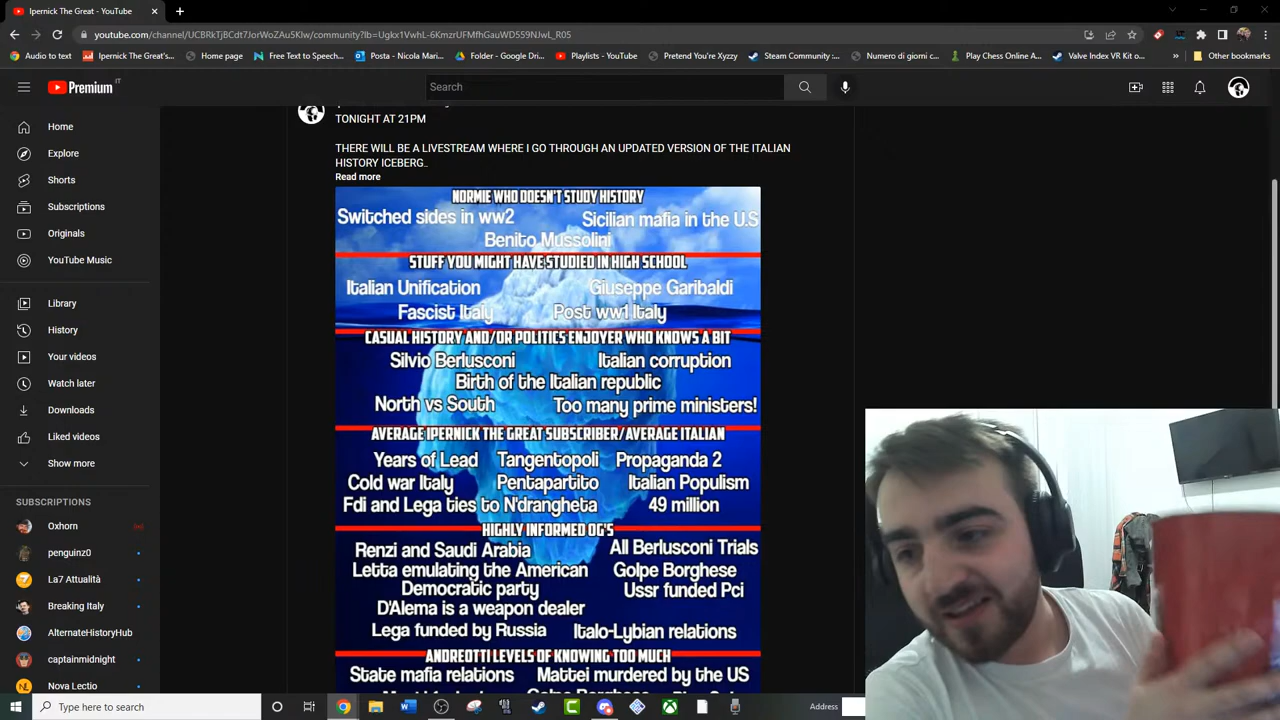 Ipernick The Great - YouTube
youtube.com/channel/UCBRkTjBCdt7JorWoZAu5Klw/community?lb=Ugkx1VwhL-6KmzrUFMfhGauWD559NJwL_R05
Audio to text
Ipernick The Great's...
Home page
Free Text to Speech...
Posta - Nicola Mari...
Folder - Google Dri...
Playlists - YouTube
Pretend You're Xyzzy
Steam Community :...
Numero di giorni c...
Play Chess Online A...
Valve Index VR Kit o...
Other bookmarks
Premium IT
Search
Home
Explore
Shorts
Subscriptions
Originals
YouTube Music
Library
History
Your videos
Watch later
Downloads
Liked videos
Show more
SUBSCRIPTIONS
Oxhorn
penguinz0
La7 Attualità
Breaking Italy
AlternateHistoryHub
captainmidnight
Nova Lectio
TONIGHT AT 21PM
THERE WILL BE A LIVESTREAM WHERE I GO THROUGH AN UPDATED VERSION OF THE ITALIAN
HISTORY ICEBERG..
Read more
NORMIE WHO DOESN'T STUDY HISTORY
Switched sides in ww2
Sicilian mafia in the U.S
Benito Mussolini
STUFF YOU MIGHT HAVE STUDIED IN HIGH SCHOOL
Italian Unification
Giuseppe Garibaldi
Fascist Italy
Post ww1 Italy
CASUAL HISTORY AND/OR POLITICS ENJOYER WHO KNOWS A BIT
Silvio Berlusconi
Italian corruption
Birth of the Italian republic
North vs South
Too many prime ministers!
AVERAGE IPERNICK THE GREAT SUBSCRIBER/AVERAGE ITALIAN
Years of Lead
Tangentopoli
Propaganda 2
Cold war Italy
Pentapartito
Italian Populism
Fdi and Lega ties to N'drangheta
49 million
HIGHLY INFORMED OG'S
Renzi and Saudi Arabia
All Berlusconi Trials
Letta emulating the American
Democratic party
Golpe Borghese
Ussr funded Pci
D'Alema is a weapon dealer
Lega funded by Russia
Italo-Lybian relations
ANDREOTTI LEVELS OF KNOWING TOO MUCH
State mafia relations
Mattei murdered by the US
Golpe Borghese
Type here to search
Address